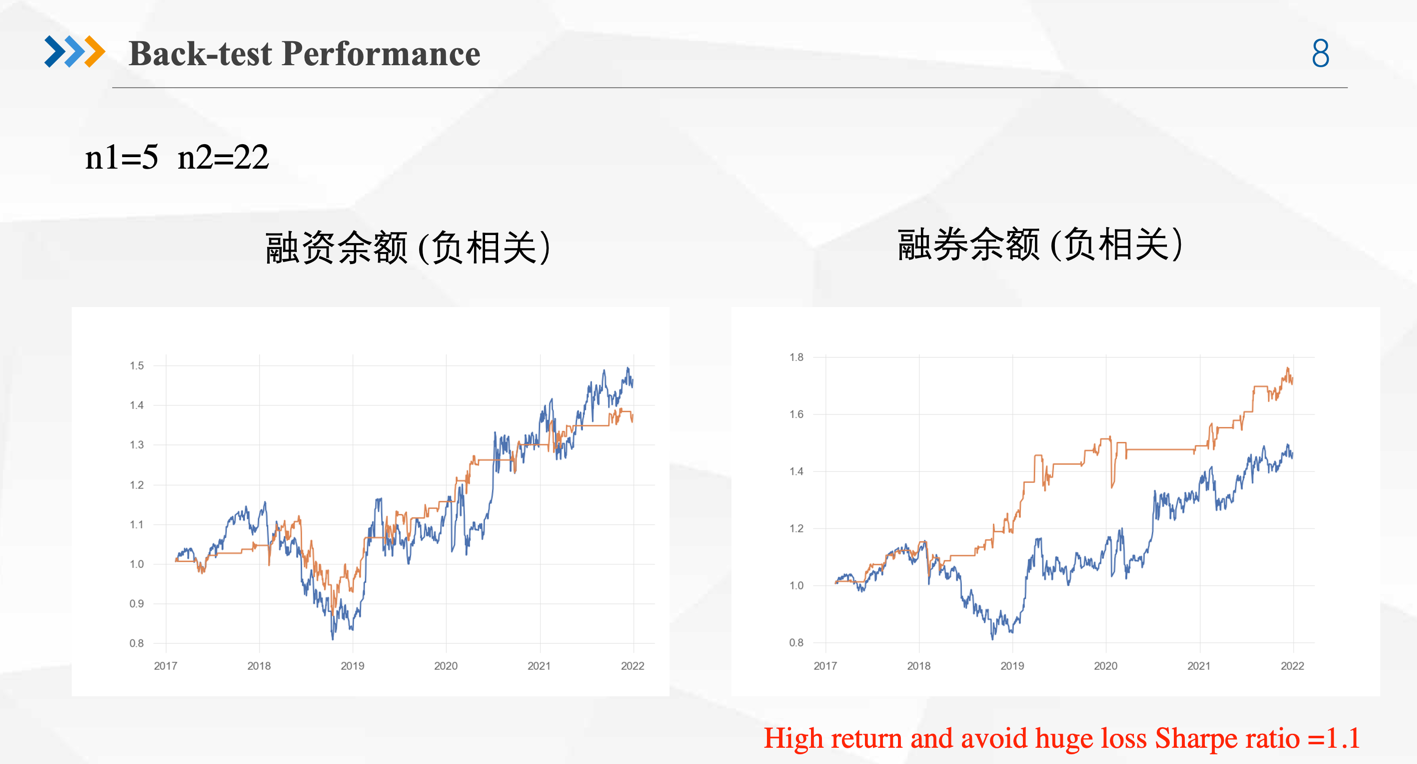 Back-test Performance
8
n1=5 n2=22
融资余额 (负相关）
融券余额 (负相关）
1.5
1.4
1.3
1.2
1.1
1.0
0.9
0.8
2017 2018 2019 2020 2021 2022
1.8
1.6
1.4
1.2
1.0
0.8
2017 2018 2019 2020 2021 2022
High return and avoid huge loss Sharpe ratio =1.1